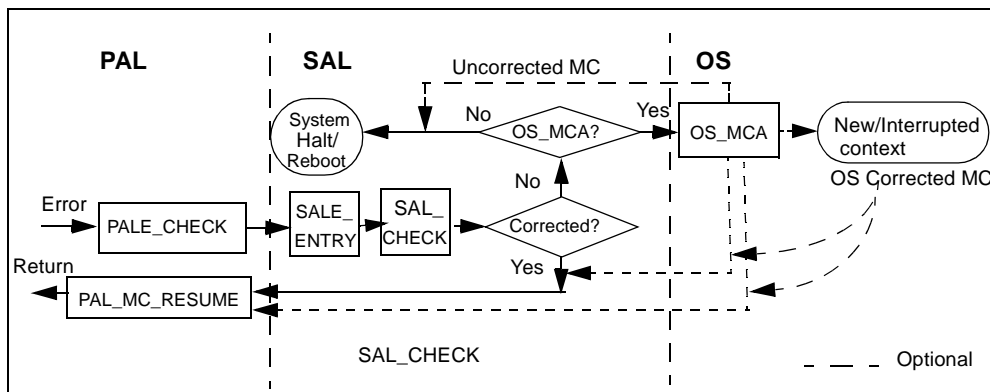 PAL
SAL
OS
Uncorrected MC
System
Halt/
Reboot
No
OS_MCA?
Yes
OS_MCA
New/Interrupted
context
OS Corrected MC
No
Error
PALE_CHECK
SALE_
ENTRY
SAL_
CHECK
Corrected?
Yes
Return
PAL_MC_RESUME
SAL_CHECK
Optional